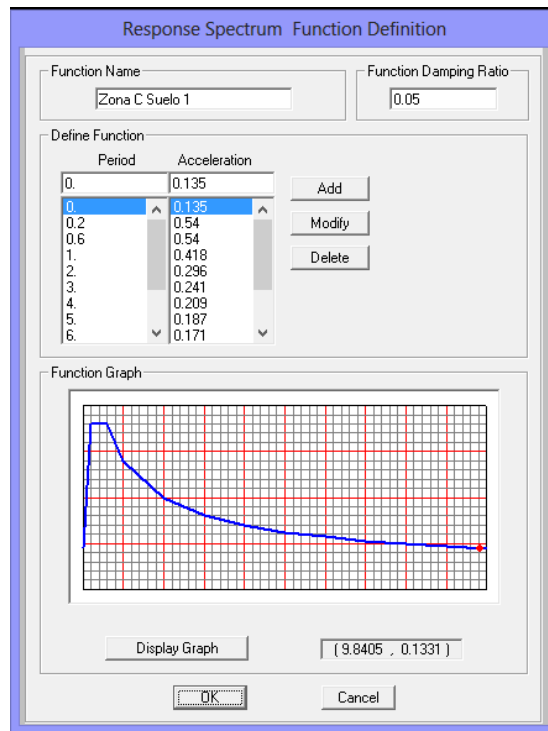 Response Spectrum Function Definition
Function Name
Zona C Suelo 1
Function Damping Ratio
0.05
Define Function
Period Acceleration
0. 0.135
Add
0. 0.135
0.2 0.54
Modify
0.6 0.54
1. 0.418
Delete
2. 0.296
3. 0.241
4. 0.209
5. 0.187
6. 0.171
Function Graph
Display Graph
( 9.8405 , 0.1331 )
OK
Cancel